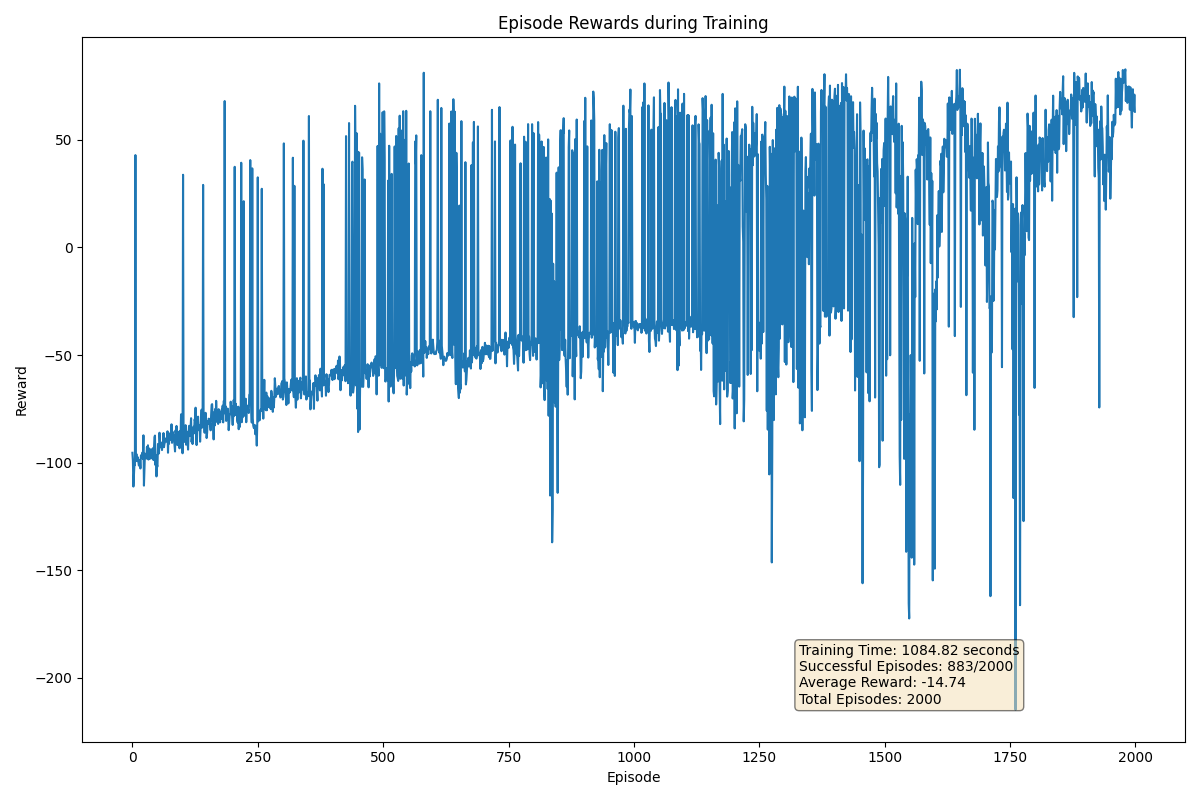 Episode Rewards during Training
Reward
50
0
−50
−100
−150
−200
Training Time: 1084.82 seconds
Successful Episodes: 883/2000
Average Reward: -14.74
Total Episodes: 2000
0 250 500 750 1000 1250 1500 1750 2000
Episode